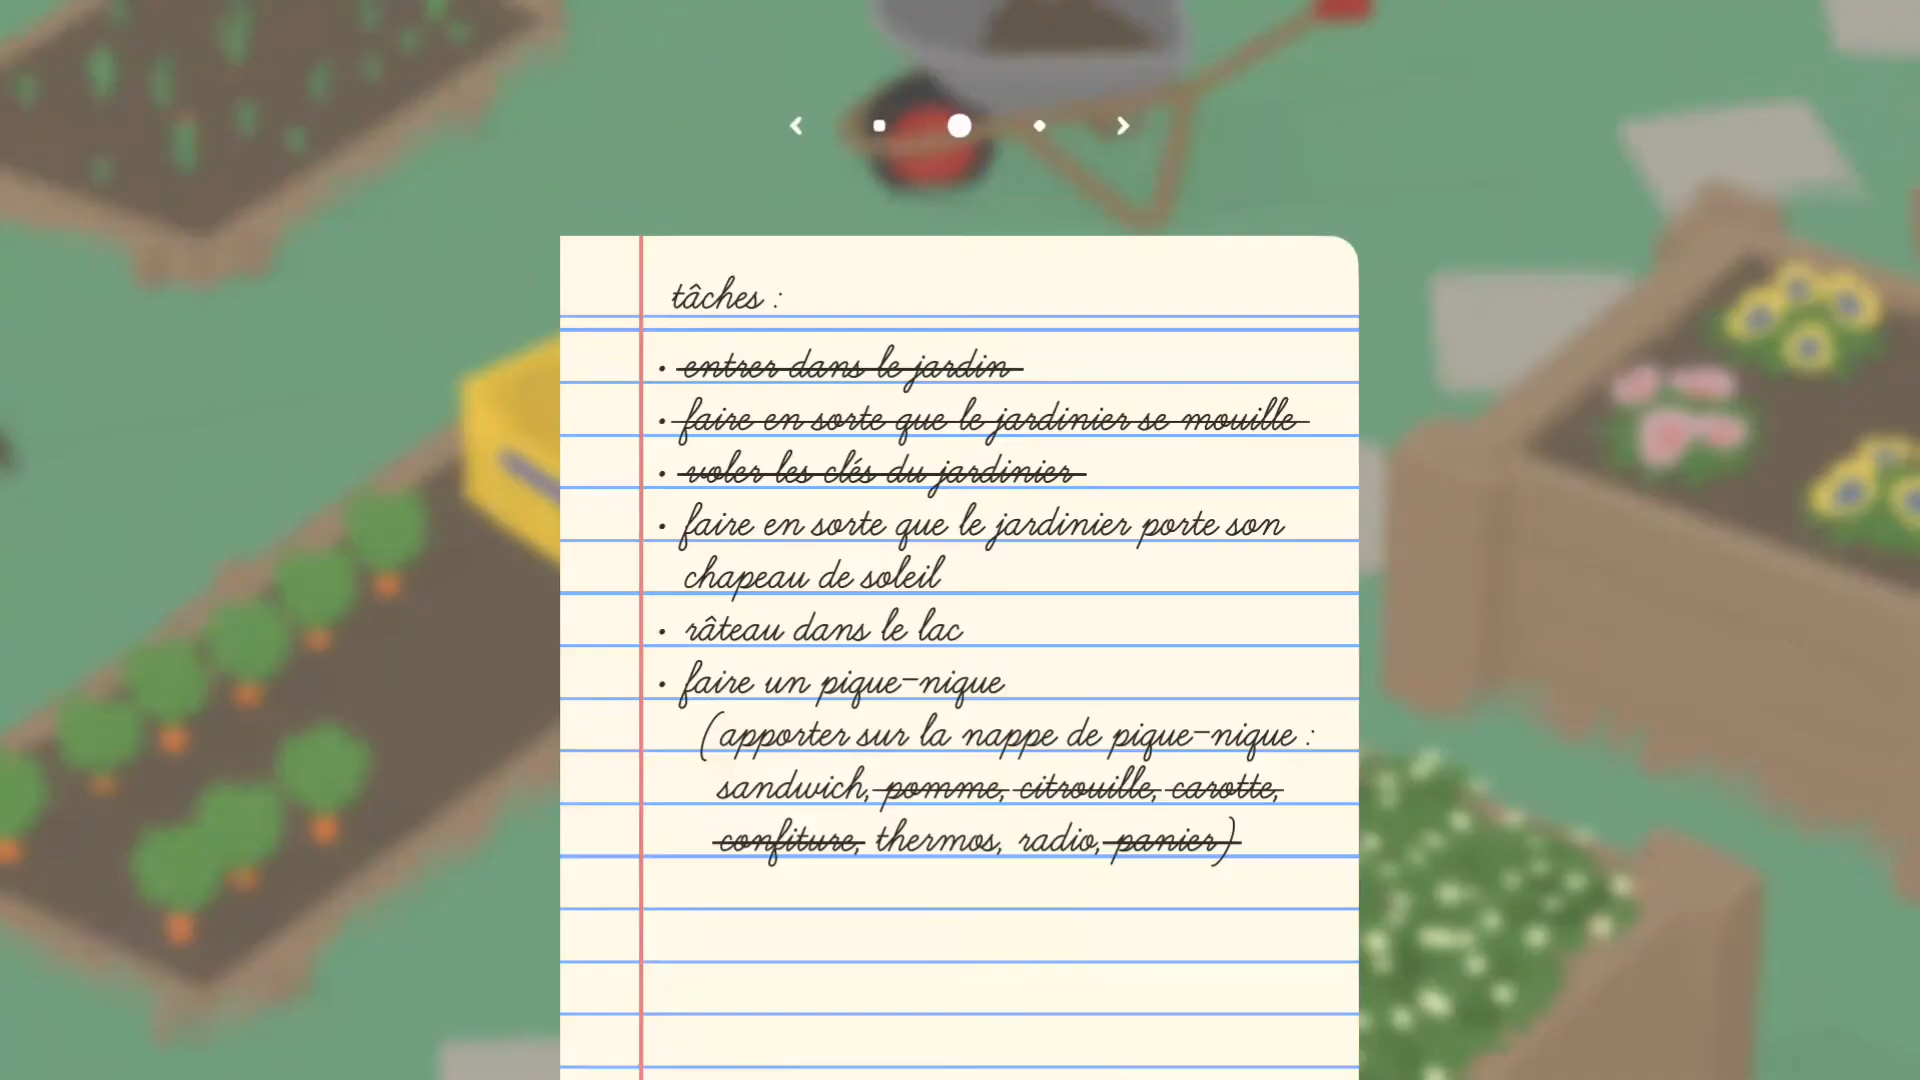 tâches :
• entrer dans le jardin
• faire en sorte que le jardinier se mouille
• voler les clés du jardinier
• faire en sorte que le jardinier porte son
chapeau de soleil
• râteau dans le lac
• faire un pique-nique
(apporter sur la nappe de pique-nique :
sandwich, pomme, citrouille, carotte,
confiture, thermos, radio, panier)